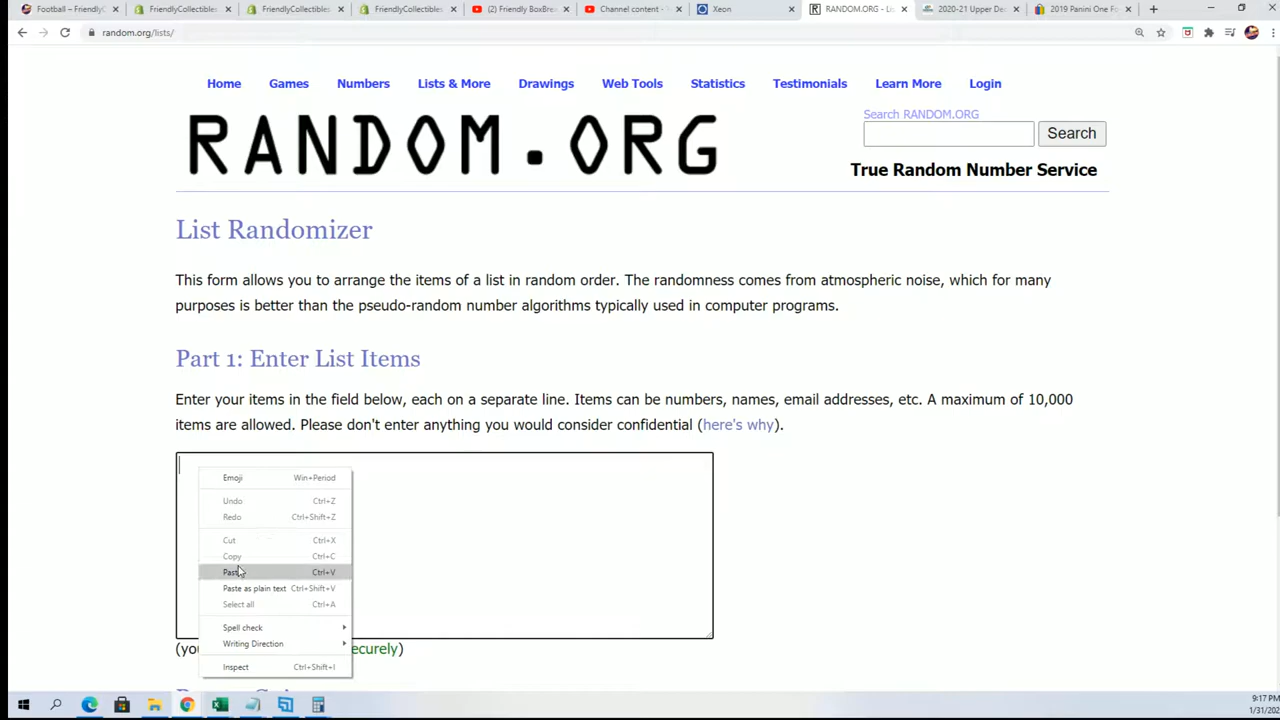 Football – FriendlyC
FriendlyCollectibles
FriendlyCollectibles
FriendlyCollectibles
(2) Friendly BoxBre
Channel content -
Xeon
RANDOM.ORG - Li
2020-21 Upper De
2019 Panini One Fo
random.org/lists/
Home
Games
Numbers
Lists & More
Drawings
Web Tools
Statistics
Testimonials
Learn More
Login
RANDOM.ORG
Search RANDOM.ORG
Search
True Random Number Service
List Randomizer
This form allows you to arrange the items of a list in random order. The randomness comes from atmospheric noise, which for many
purposes is better than the pseudo-random number algorithms typically used in computer programs.
Part 1: Enter List Items
Enter your items in the field below, each on a separate line. Items can be numbers, names, email addresses, etc. A maximum of 10,000
items are allowed. Please don't enter anything you would consider confidential (here's why).
Emoji Win+Period
Undo Ctrl+Z
Redo Ctrl+Shift+Z
Cut Ctrl+X
Copy Ctrl+C
Paste Ctrl+V
Paste as plain text Ctrl+Shift+V
Select all Ctrl+A
Spell check
Writing Direction
Inspect Ctrl+Shift+I
(you ecurely)
9:17 PM
1/31/202